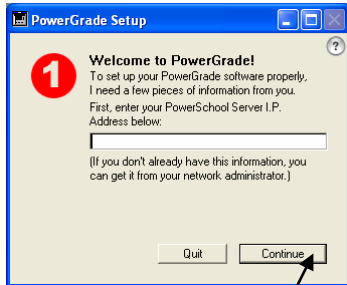 PowerGrade Setup
?
1
Welcome to PowerGrade!
To set up your PowerGrade software properly,
I need a few pieces of information from you.
First, enter your PowerSchool Server I.P.
Address below:
(If you don't already have this information, you
can get it from your network administrator.)
Quit Continue